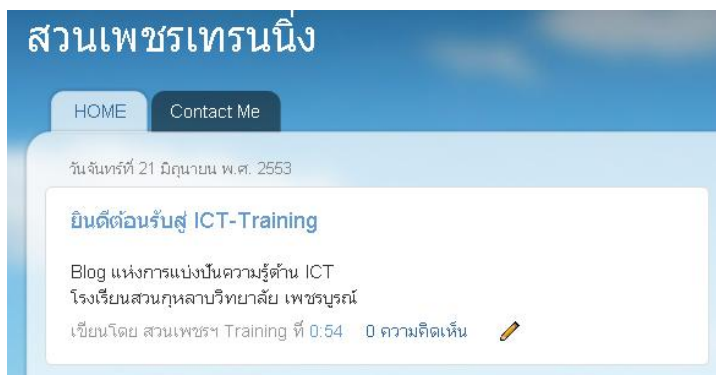 สวนเพชรเทรนนิ่ง
HOME Contact Me
วันจันทร์ที่ 21 มิถุนายน พ.ศ. 2553
ยินดีต้อนรับสู่ ICT-Training
Blog แห่งการแบ่งปันความรู้ด้าน ICT
โรงเรียนสวนกุหลาบวิทยาลัย เพชรบูรณ์
เขียนโดย สวนเพชรฯ Training ที่ 0:54 0 ความคิดเห็น